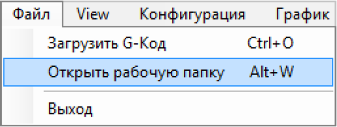 Файл View Конфигурация График
Загрузить G-Код Ctrl+O
Открыть рабочую папку Alt+W
Выход